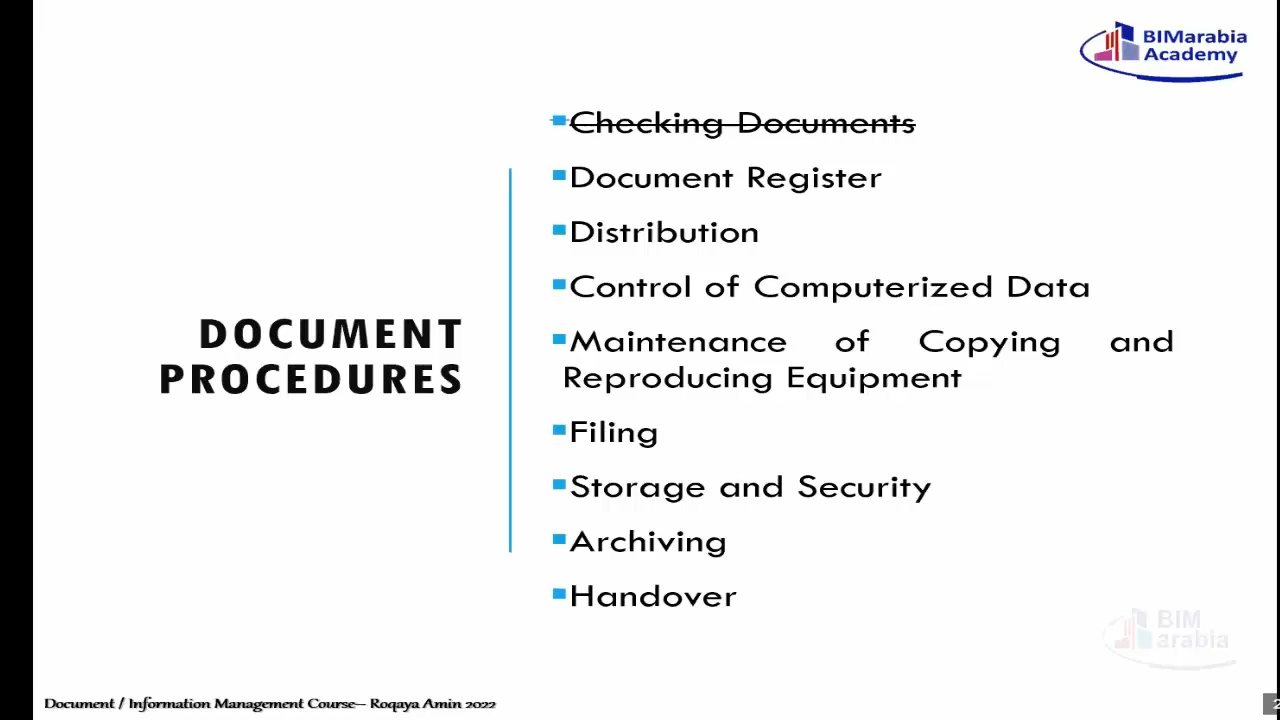 BIMarabia
Academy
Checking Documents
Document Register
Distribution
Control of Computerized Data
DOCUMENT
PROCEDURES
Maintenance of Copying and
Reproducing Equipment
Filing
Storage and Security
Archiving
Handover
BIM
arabia
Document / Information Management Course– Roqaya Amin 2022